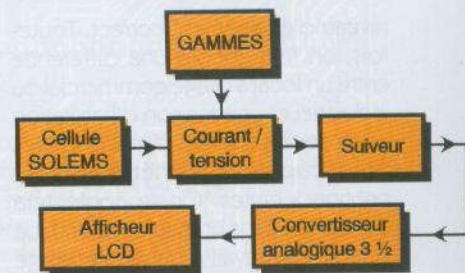 GAMMES
Cellule
SOLEMS
Courant /
tension
Suiveur
Afficheur
LCD
Convertisseur
analogique 3 ½